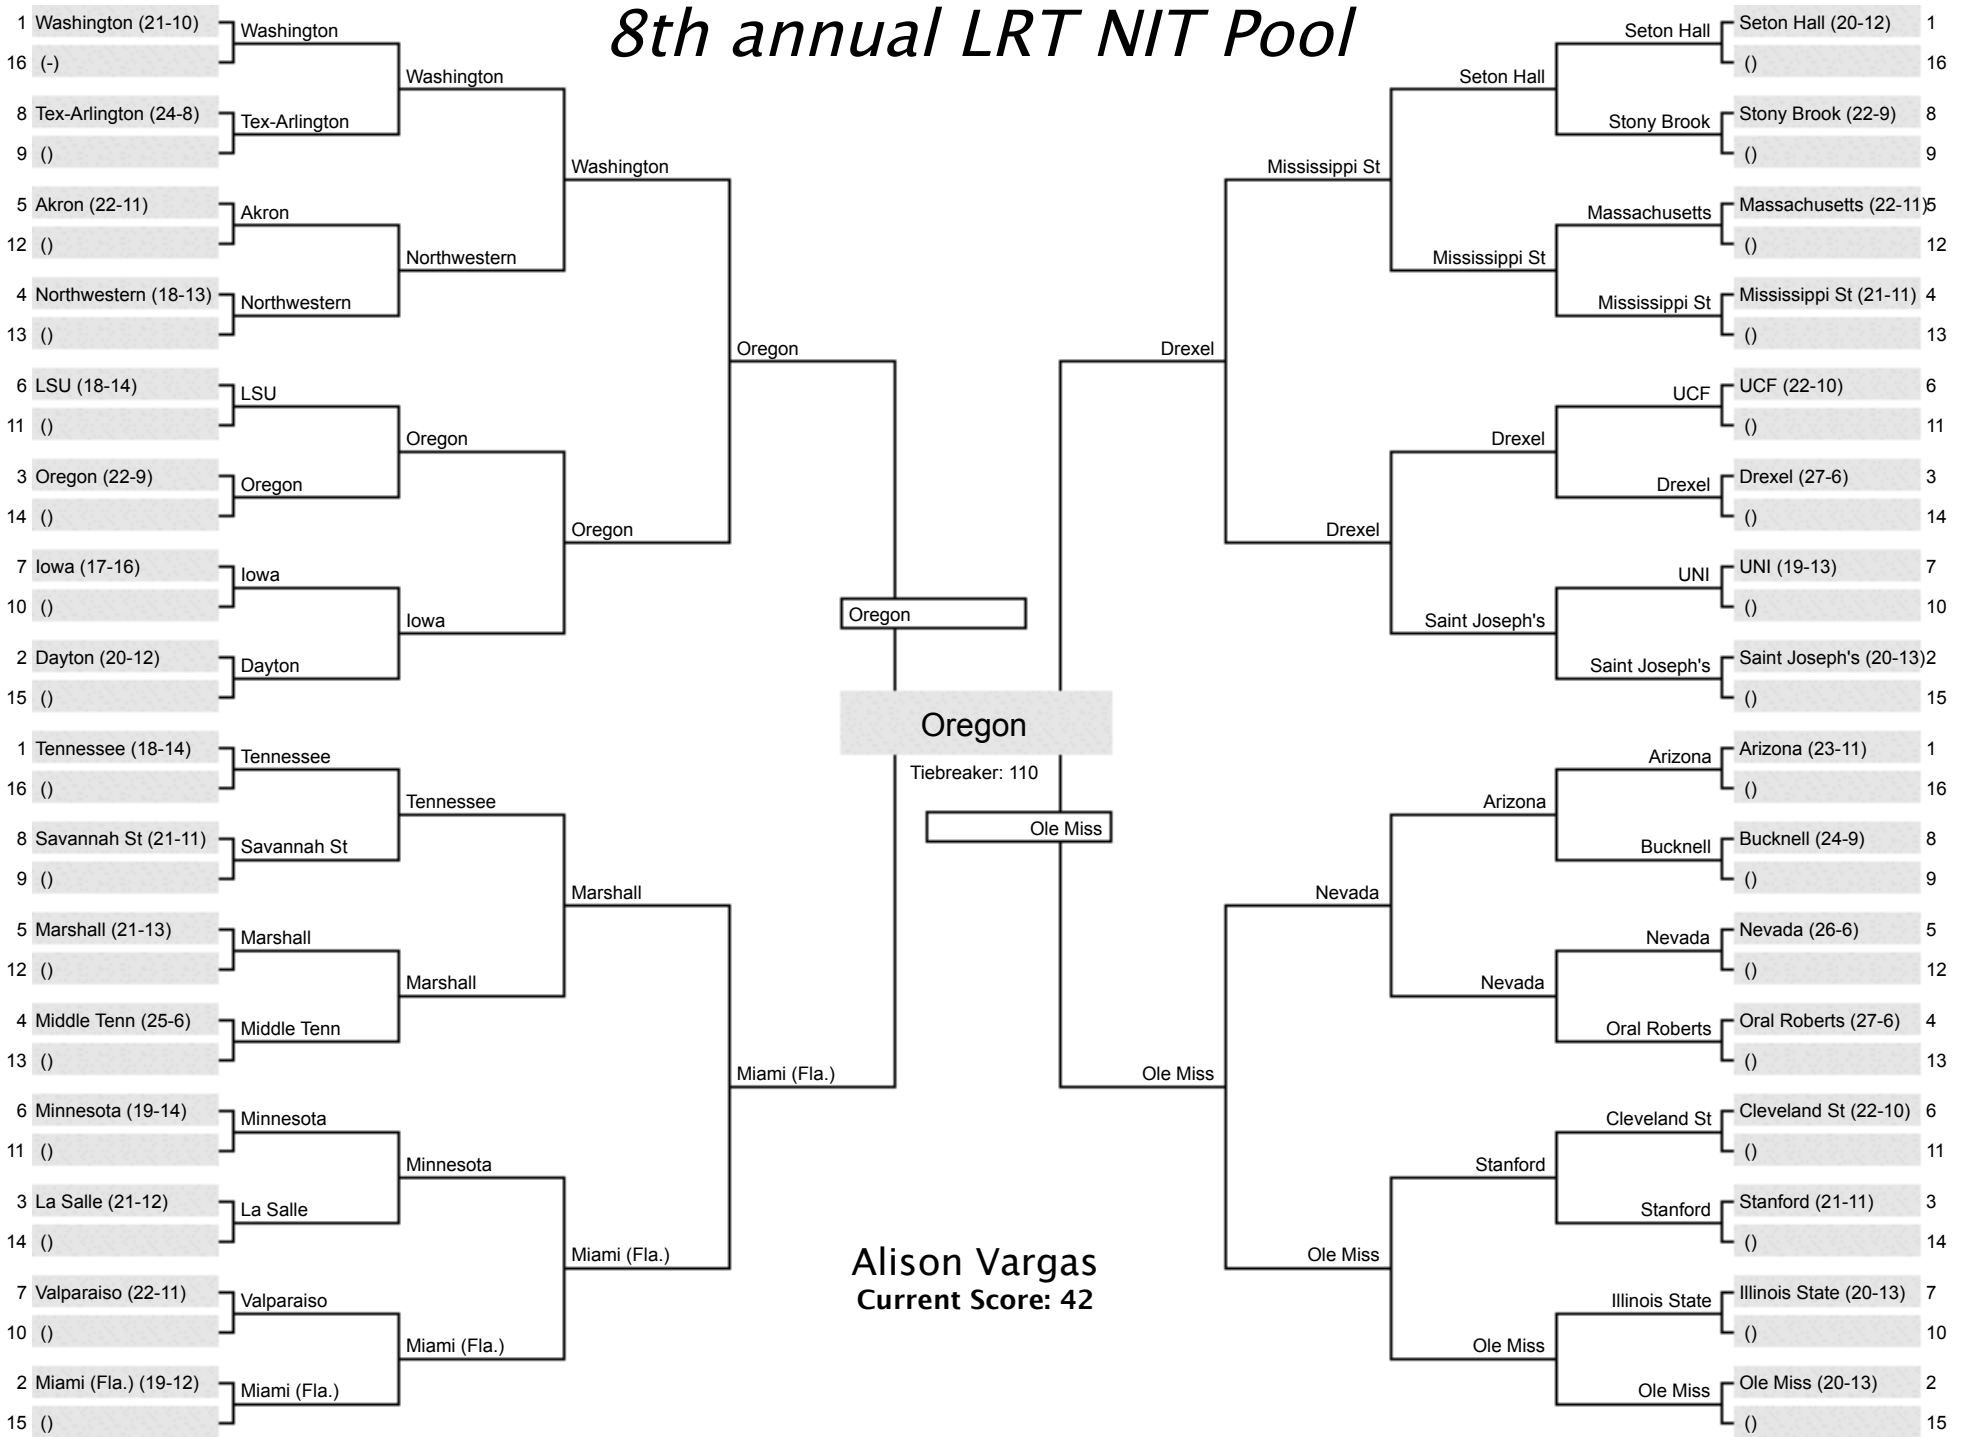 8th annual LRT NIT Pool
1 Washington (21-10)
16 (-)
8 Tex-Arlington (24-8)
9 ()
5 Akron (22-11)
12 ()
4 Northwestern (18-13)
13 ()
6 LSU (18-14)
11 ()
3 Oregon (22-9)
14 ()
7 Iowa (17-16)
10 ()
2 Dayton (20-12)
15 ()
1 Tennessee (18-14)
16 ()
8 Savannah St (21-11)
9 ()
5 Marshall (21-13)
12 ()
4 Middle Tenn (25-6)
13 ()
6 Minnesota (19-14)
11 ()
3 La Salle (21-12)
14 ()
7 Valparaiso (22-11)
10 ()
2 Miami (Fla.) (19-12)
15 ()
Washington
Tex-Arlington
Akron
Northwestern
LSU
Oregon
Iowa
Dayton
Tennessee
Savannah St
Marshall
Middle Tenn
Minnesota
La Salle
Valparaiso
Miami (Fla.)
Washington
Northwestern
Oregon
Iowa
Tennessee
Marshall
Minnesota
Miami (Fla.)
Washington
Oregon
Marshall
Miami (Fla.)
Oregon
Miami (Fla.)
Oregon
Oregon
Tiebreaker: 110
Ole Miss
Alison Vargas
Current Score: 42
Drexel
Ole Miss
Mississippi St
Drexel
Nevada
Ole Miss
Seton Hall
Mississippi St
Drexel
Saint Joseph's
Arizona
Nevada
Stanford
Ole Miss
Seton Hall
Stony Brook
Massachusetts
Mississippi St
UCF
Drexel
UNI
Saint Joseph's
Arizona
Bucknell
Nevada
Oral Roberts
Cleveland St
Stanford
Illinois State
Ole Miss
Seton Hall (20-12) 1
() 16
Stony Brook (22-9) 8
() 9
Massachusetts (22-11) 5
() 12
Mississippi St (21-11) 4
() 13
UCF (22-10) 6
() 11
Drexel (27-6) 3
() 14
UNI (19-13) 7
() 10
Saint Joseph's (20-13) 2
() 15
Arizona (23-11) 1
() 16
Bucknell (24-9) 8
() 9
Nevada (26-6) 5
() 12
Oral Roberts (27-6) 4
() 13
Cleveland St (22-10) 6
() 11
Stanford (21-11) 3
() 14
Illinois State (20-13) 7
() 10
Ole Miss (20-13) 2
() 15